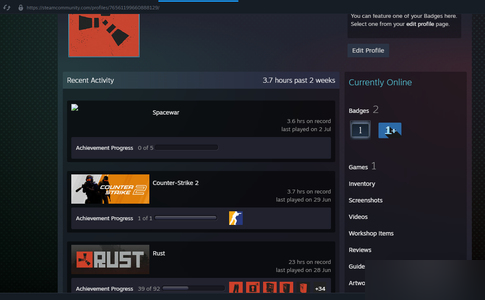 https://steamcommunity.com/profiles/
You can feature one of your Badges here.
Select one from your edit profile page.
Edit Profile
Recent Activity
3.7 hours past 2 weeks
Currently Online
Badges 2
1
1+
Spacewar
3.6 hrs on record
last played on 2 Jul
Achievement Progress 0 of 5
Games 1
Inventory
Screenshots
Videos
Workshop Items
Reviews
Guide
Artwo
COUNTER
STRIKE 2
Counter-Strike 2
3.7 hrs on record
last played on 29 Jun
Achievement Progress 1 of 1
RUST
Rust
23 hrs on record
last played on 28 Jun
Achievement Progress 39 of 92
+34